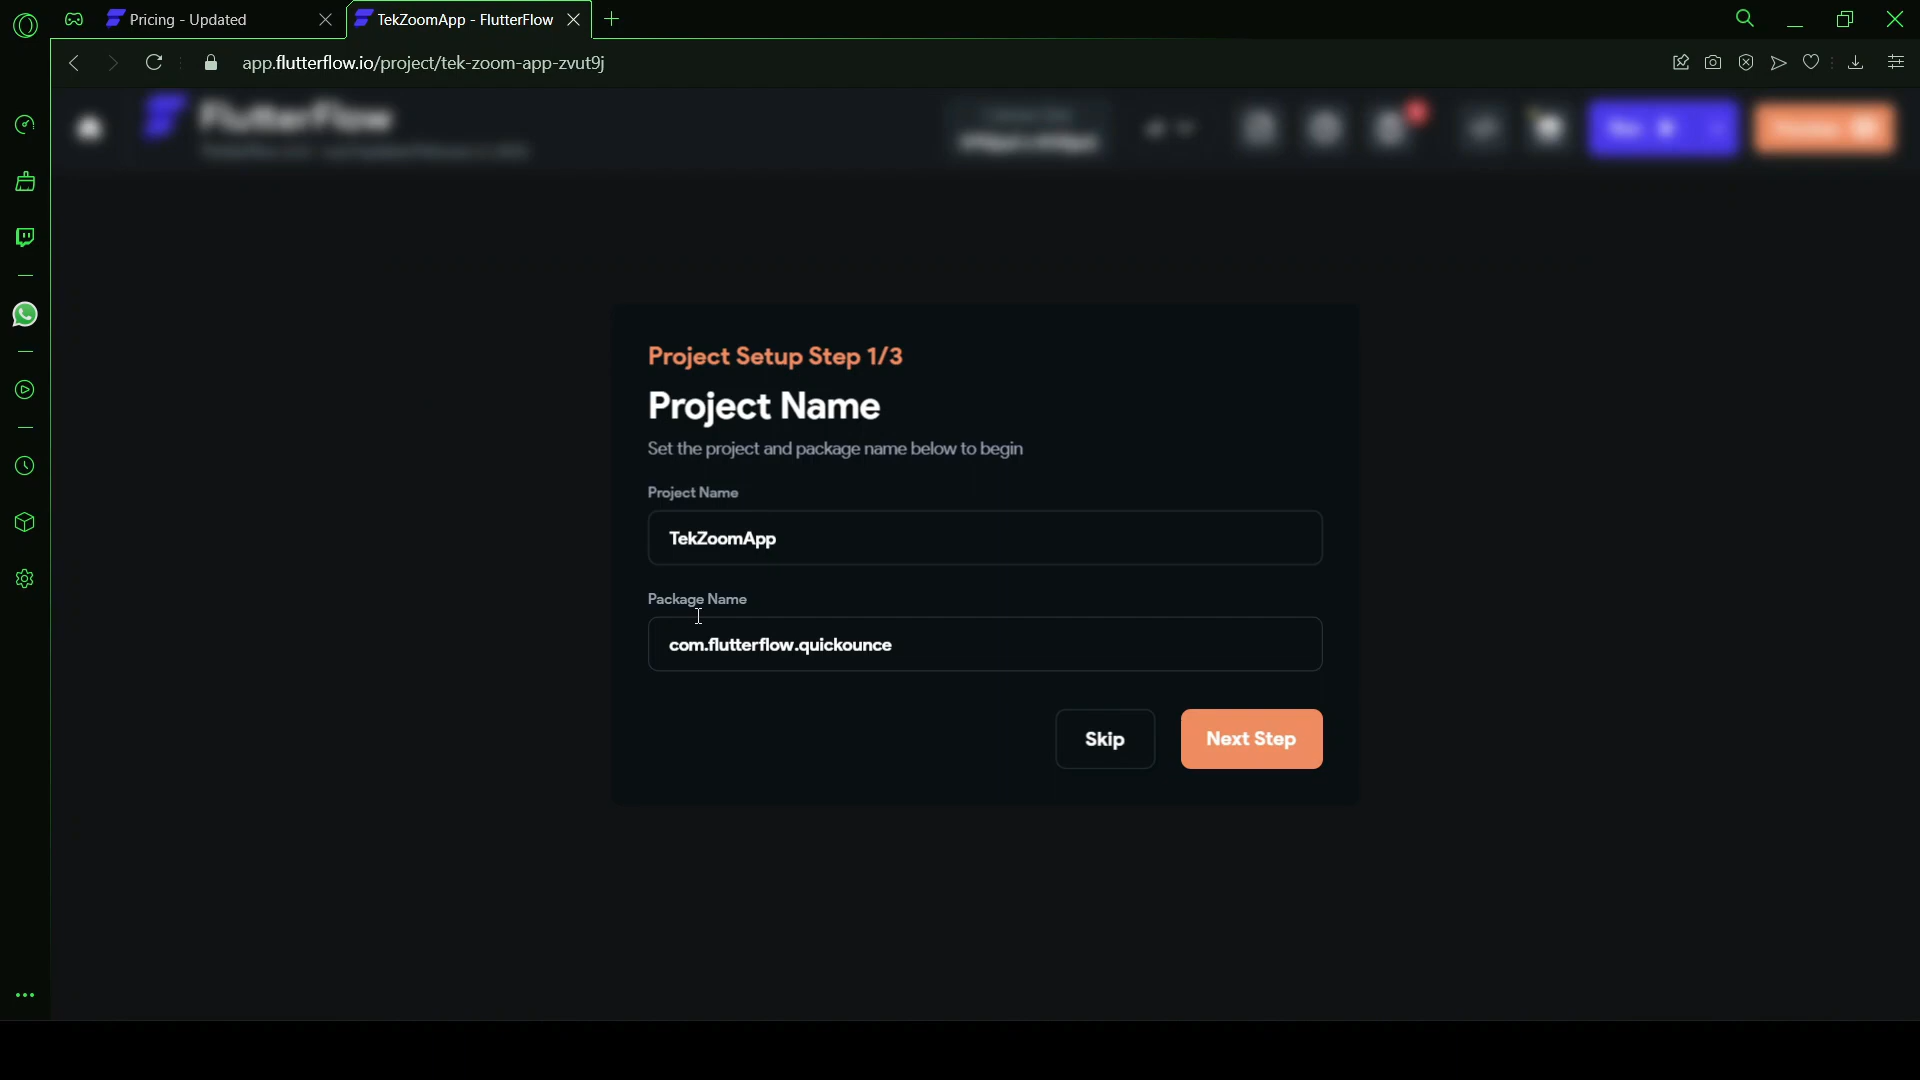 Pricing - Updated
TekZoomApp - FlutterFlow
app.flutterflow.io/project/tek-zoom-app-zvut9j
FlutterFlow
Project Setup Step 1/3
Project Name
Set the project and package name below to begin
Project Name
TekZoomApp
Package Name
com.flutterflow.quickounce
Skip
Next Step